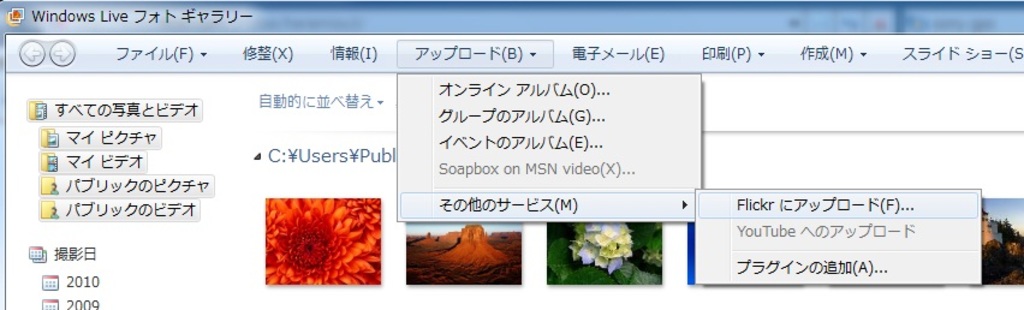 Windows Live フォト ギャラリー
ファイル(F) 修整(X) 情報(I) アップロード(B) 電子メール(E) 印刷(P) 作成(M) スライド ショー(S
自動的に並べ替え
オンライン アルバム(O)...
グループのアルバム(G)...
イベントのアルバム(E)...
Soapbox on MSN video(X)...
その他のサービス(M)
Flickr にアップロード(F)...
YouTube へのアップロード
プラグインの追加(A)...
すべての写真とビデオ
マイ ピクチャ
マイ ビデオ
パブリックのピクチャ
パブリックのビデオ
撮影日
2010
2009
C:¥Users¥Publ